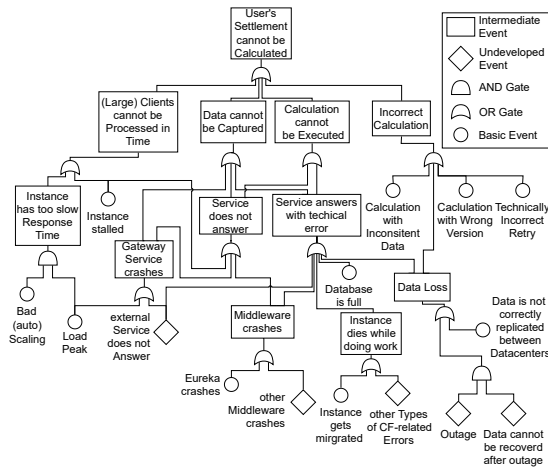 User's
Settlement
cannot be
Calculated
Intermediate
Event
Undeveloped
Event
AND Gate
OR Gate
Basic Event
(Large) Clients
cannot be
Processed in
Time
Data cannot
be Captured
Calculation
cannot
be Executed
Incorrect
Calculation
Instance
has too slow
Response
Time
Instance
stalled
Service
does not
answer
Service answers
with techical
error
Calculation
with
Inconsitent
Data
Caclulation
with Wrong
Version
Technically
Incorrect
Retry
Gateway
Service
crashes
Database
is full
Data Loss
Bad
(auto)
Scaling
Load
Peak
external
Service
does not
Answer
Middleware
crashes
Instance
dies while
doing work
Data is not
correctly
replicated
between
Datacenters
Eureka
crashes
other
Middleware
crashes
Instance
gets
mirgrated
other Types
of CF-related
Errors
Outage
Data cannot
be recoverd
after outage